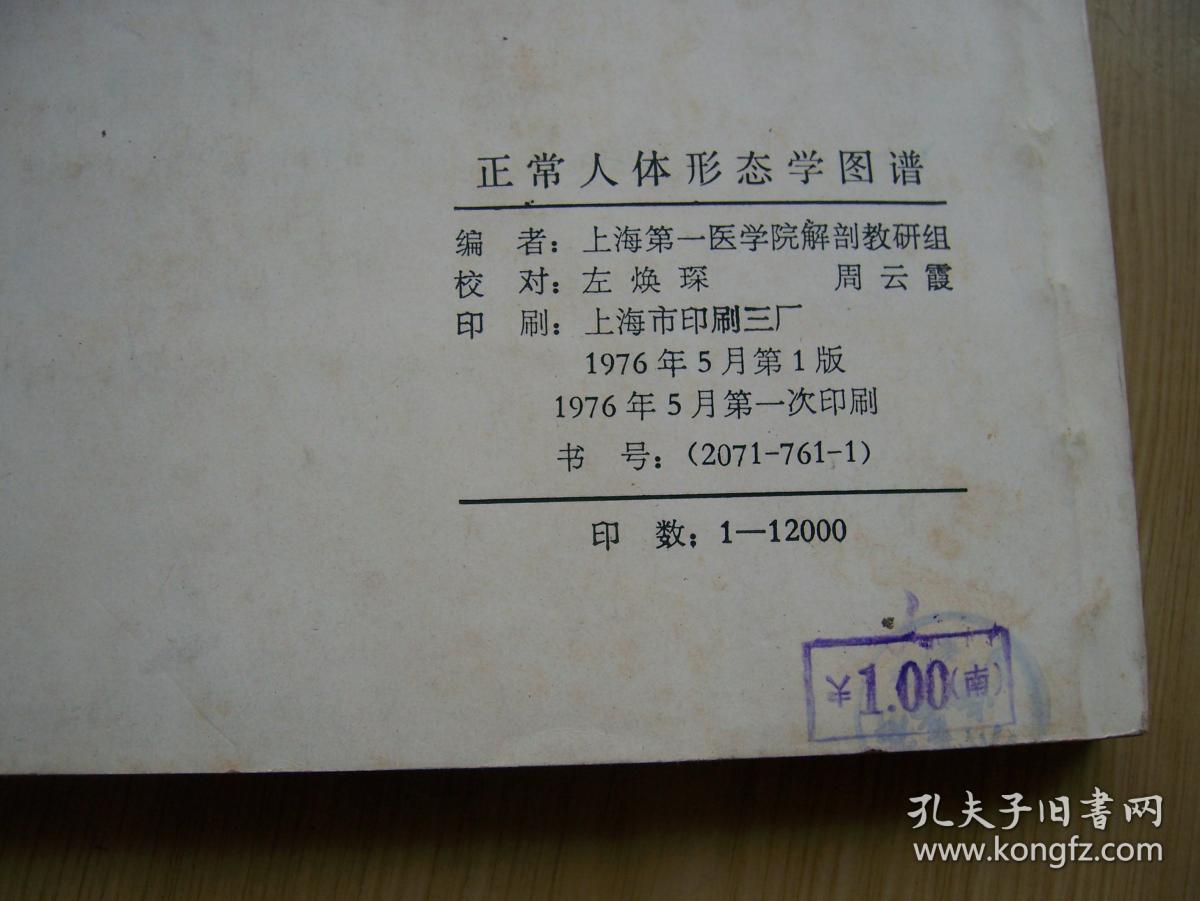 正常人体形态学图谱
编 者：上海第一医学院解剖教研组
校 对：左焕琛 周云霞
印 刷：上海市印刷三厂
1976年5月第1版
1976年5月第一次印刷
书 号：(2071-761-1)
印 数：1—12000
¥1.00(南)
孔夫子旧书网
www.kongfz.com